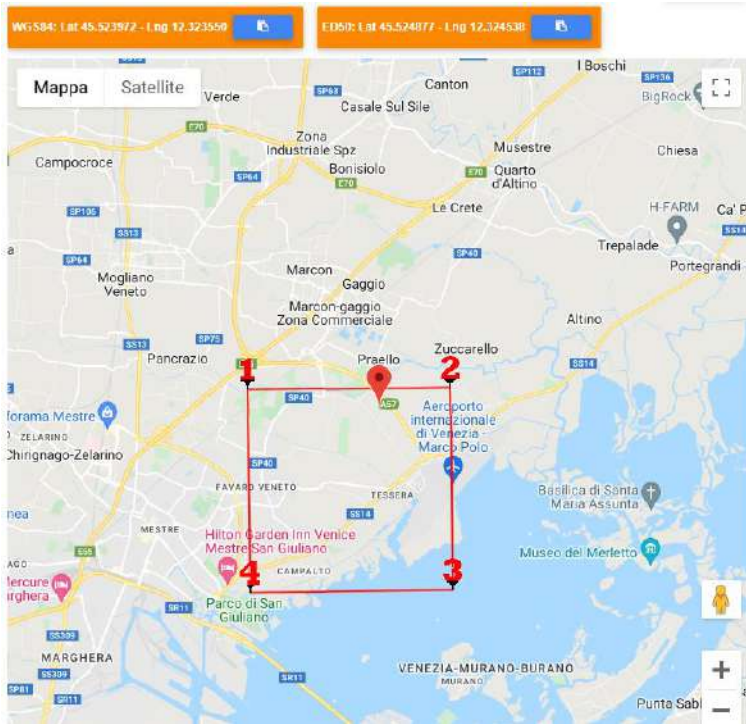 WGS84: Lat 45.523972 - Lng 12.323550
ED50: Lat 45.524877 - Lng 12.324538
Mappa
Satellite
I Boschi
SP112
SP136
Canton
BigRock
Verde
Casale Sul Sile
E70
Zona
Industriale Spz
Musestre
Chiesa
Campocroce
Bonisiolo
E70
E70
Quarto
d'Altino
SP64
Le Crete
H-FARM
Ca' P
SP106
SS13
SS14
SP64
SP40
Trepalade
Portegrandi
Mogliano
Veneto
Marcon
Gaggio
Marcon-gaggio
Zona Commerciale
Altino
SS13
SP75
Pancrazio
Praello
Zuccarello
SS14
1
2
SP40
A57
Aeroporto
internazionale
di Venezia -
Marco Polo
forama Mestre
ZELARINO
Chirignago-Zelarino
SP40
FAVARO VENETO
TESSERA
Basilica di Santa
Maria Assunta
nea
SS14
MESTRE
Hilton Garden Inn Venice
Mestre San Giuliano
Museo del Merletto
E55
AGO
CAMPALTO
4
3
Mercure
arghera
Parco di San
Giuliano
SR11
SS309
MARGHERA
SS309
VENEZIA-MURANO-BURANO
MURANO
SR11
SP81
SS11
Punta Sabb